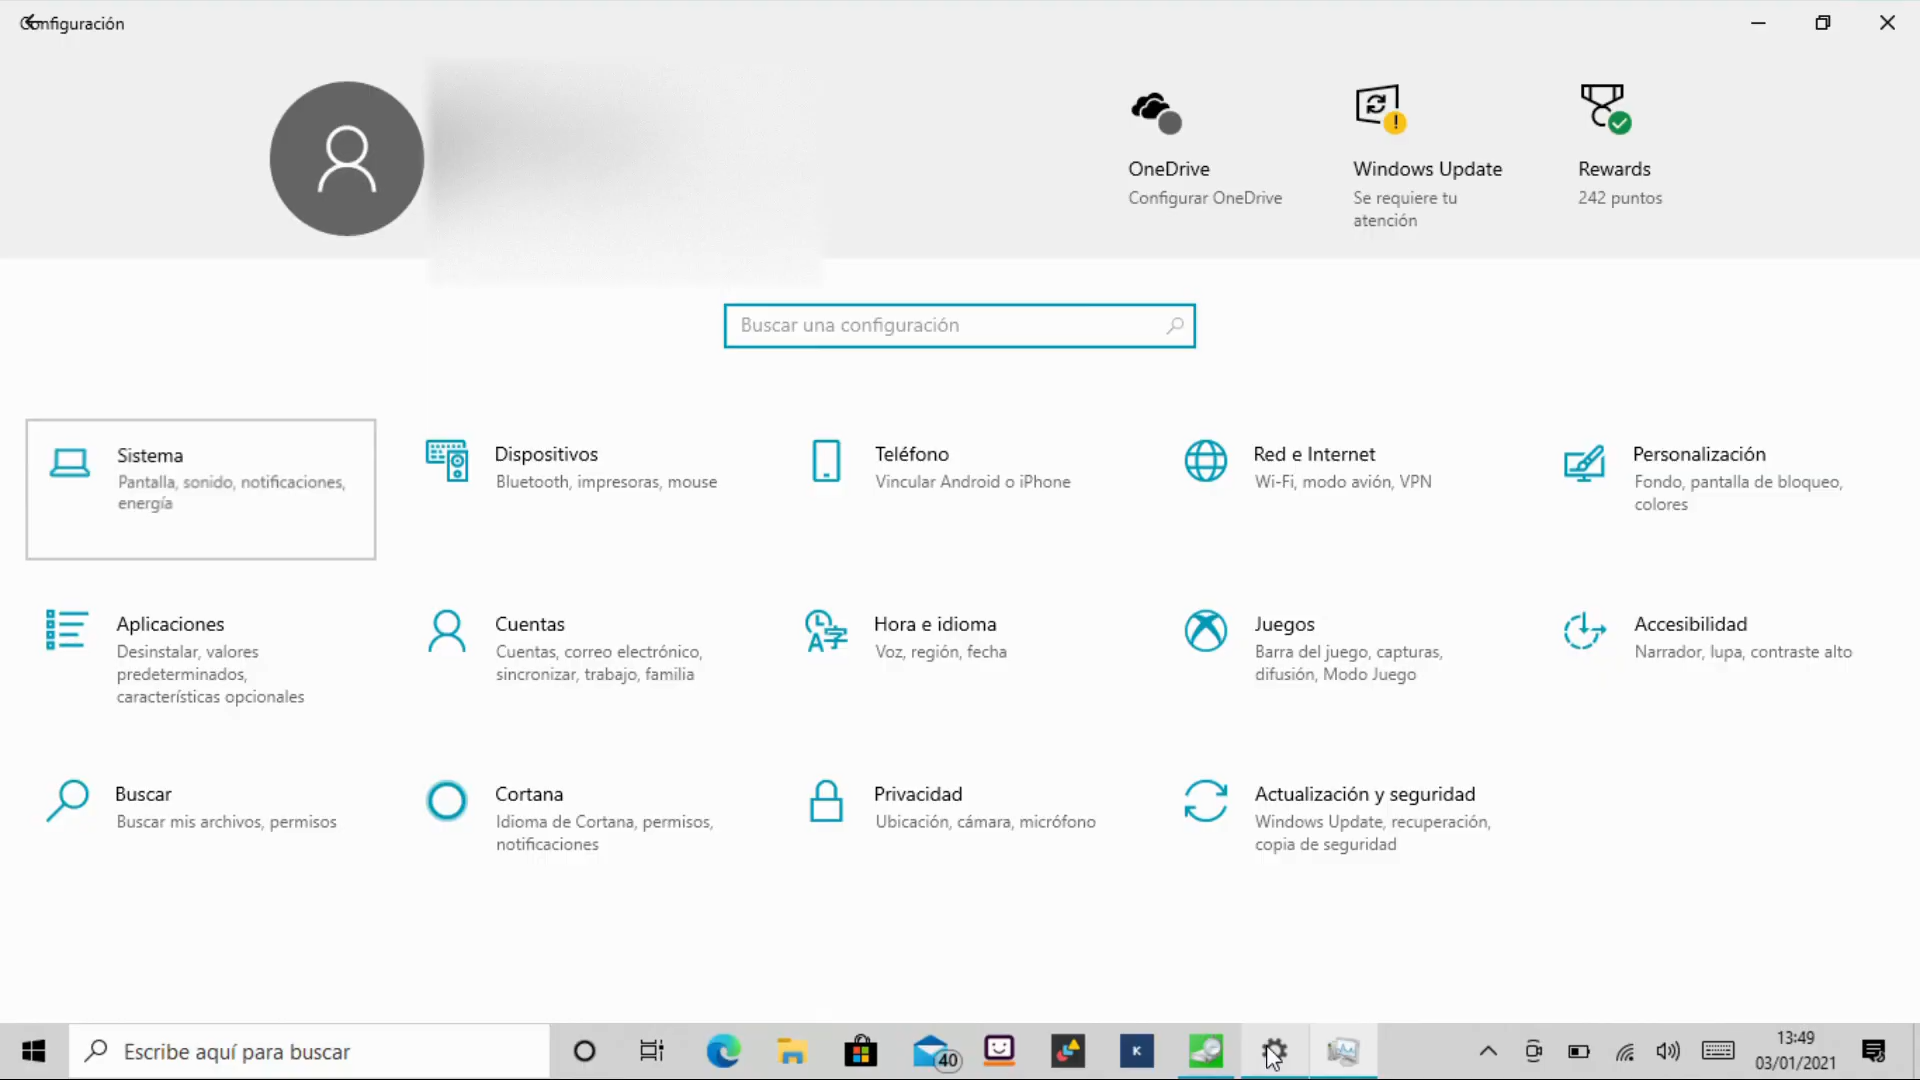 Configuración
OneDrive
Configurar OneDrive
Windows Update
Se requiere tu
atención
Rewards
242 puntos
Buscar una configuración
Sistema
Pantalla, sonido, notificaciones,
energía
Dispositivos
Bluetooth, impresoras, mouse
Teléfono
Vincular Android o iPhone
Red e Internet
Wi-Fi, modo avión, VPN
Personalización
Fondo, pantalla de bloqueo,
colores
Aplicaciones
Desinstalar, valores
predeterminados,
características opcionales
Cuentas
Cuentas, correo electrónico,
sincronizar, trabajo, familia
Hora e idioma
Voz, región, fecha
Juegos
Barra del juego, capturas,
difusión, Modo Juego
Accesibilidad
Narrador, lupa, contraste alto
Buscar
Buscar mis archivos, permisos
Cortana
Idioma de Cortana, permisos,
notificaciones
Privacidad
Ubicación, cámara, micrófono
Actualización y seguridad
Windows Update, recuperación,
copia de seguridad
Escribe aquí para buscar
40
K
13:49
03/01/2021